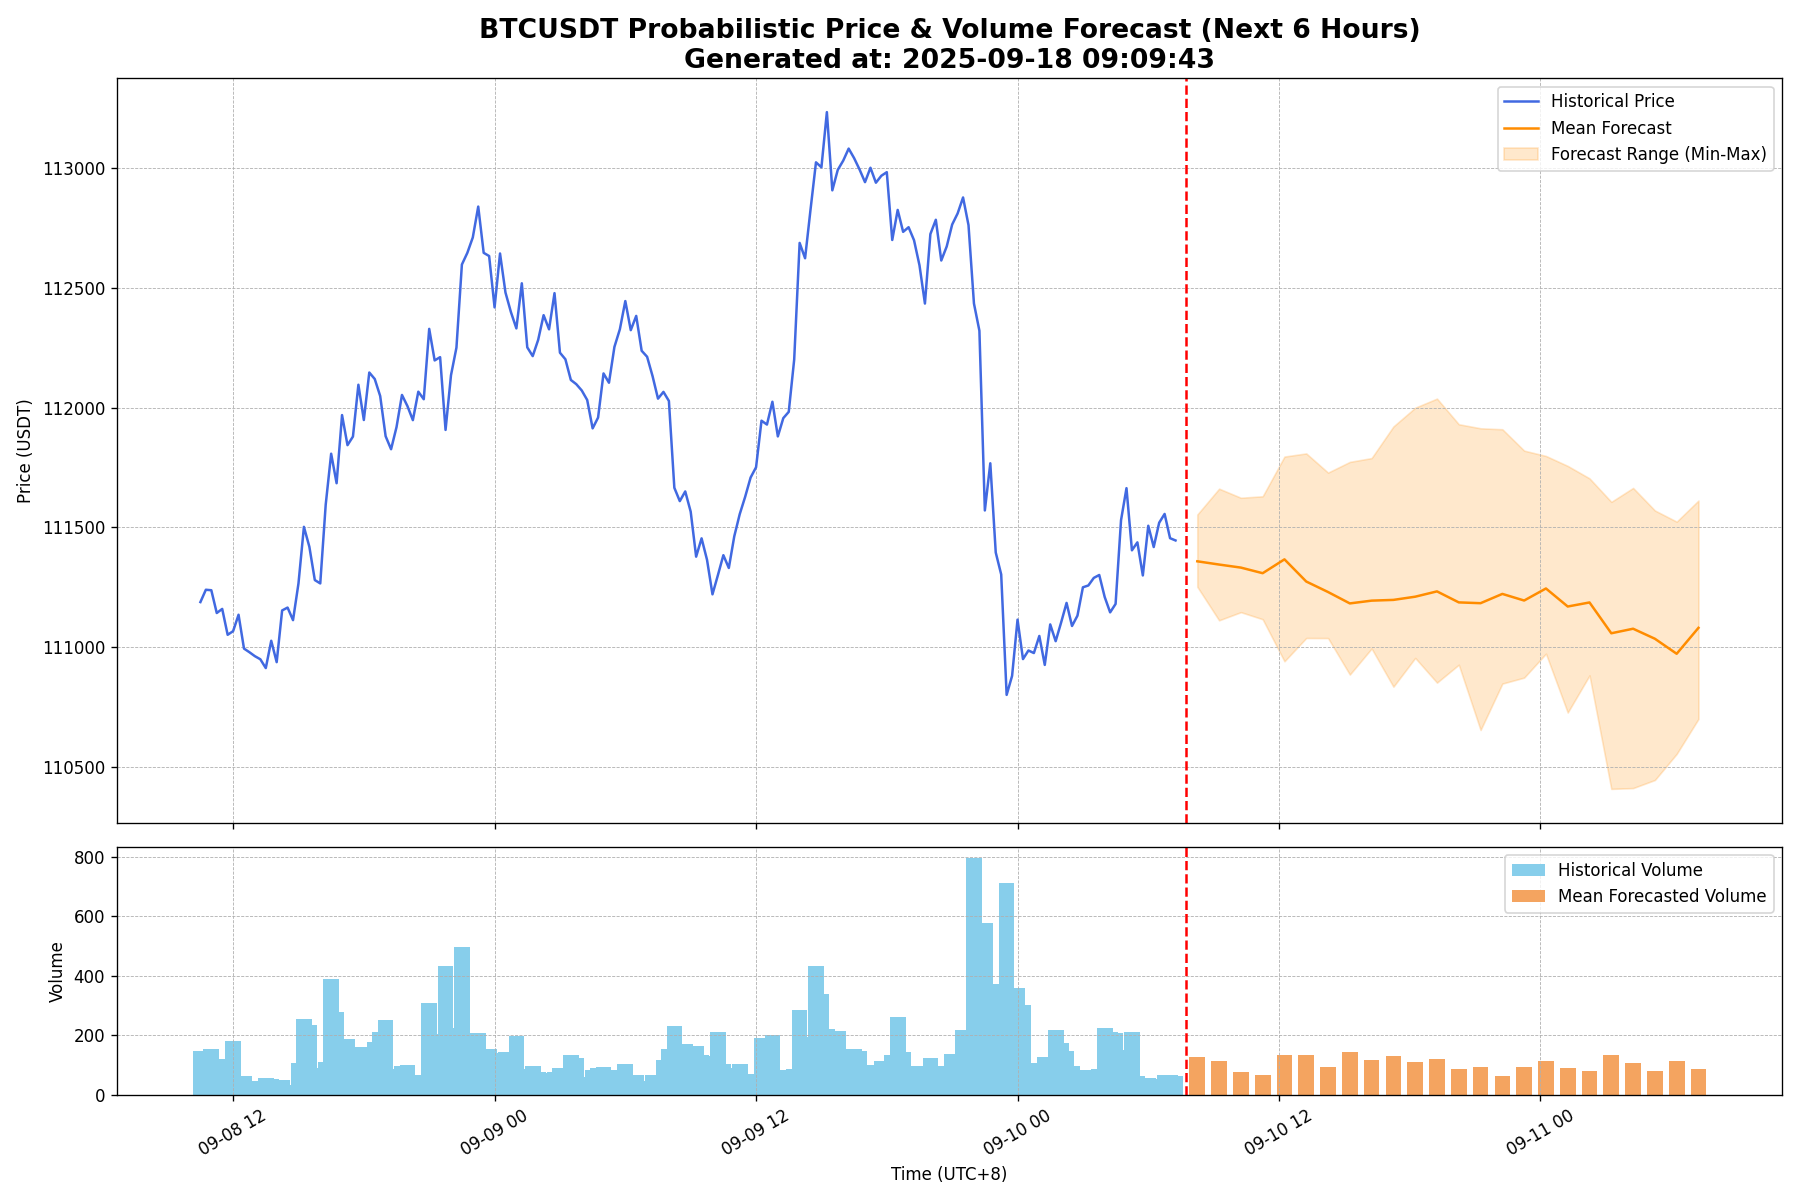 BTCUSDT Probabilistic Price & Volume Forecast (Next 6 Hours)
Generated at: 2025-09-18 09:09:43
Historical Price
Mean Forecast
Forecast Range (Min-Max)
113000
112500
112000
111500
111000
110500
Price (USDT)
Historical Volume
Mean Forecasted Volume
800
600
400
200
0
Volume
09-08 12
09-09 00
09-09 12
09-10 00
09-10 12
09-11 00
Time (UTC+8)